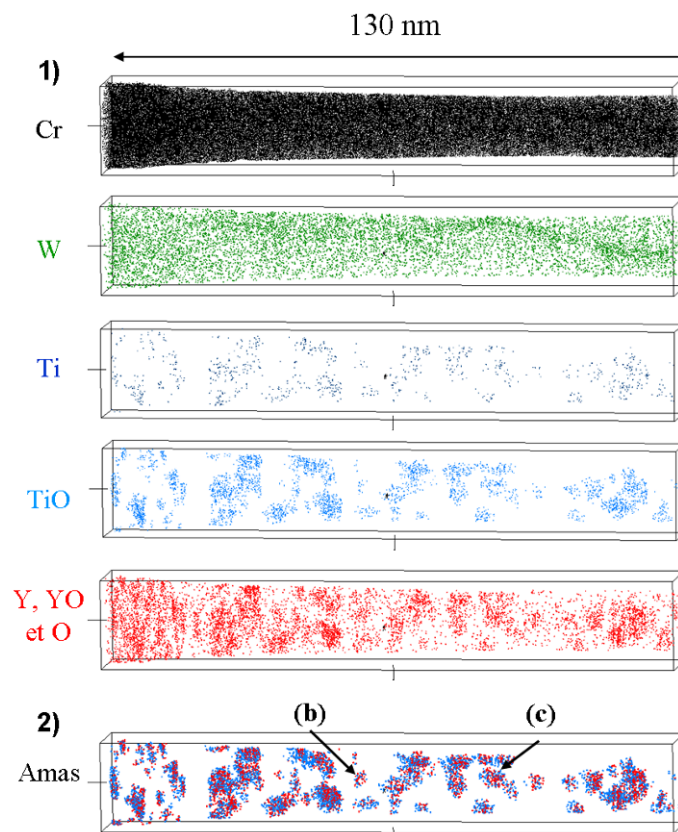 130 nm
1)
Cr
W
Ti
TiO
Y, YO
et O
2)
(b)
(c)
Amas